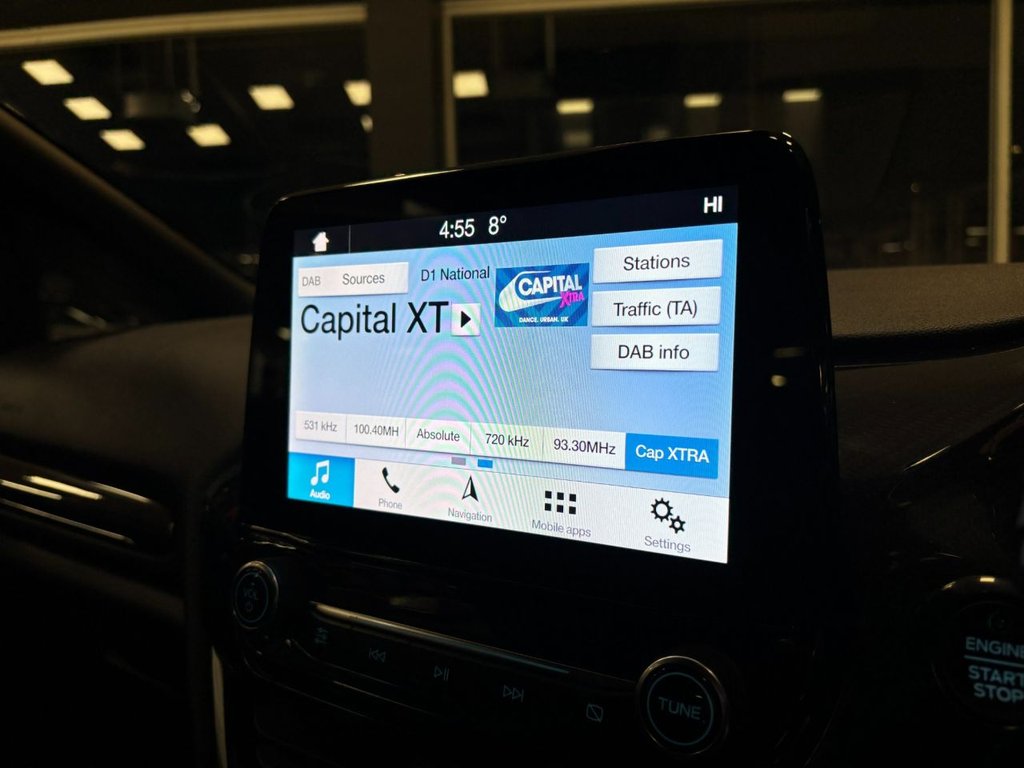 4:55 8° HI
DAB Sources
D1 National
CAPITAL
XTRA
DANCE. URBAN. UK
Stations
Capital XT
Traffic (TA)
DAB info
531 kHz 100.40MH Absolute 720 kHz 93.30MHz Cap XTRA
Audio Phone Navigation Mobile apps Settings
VOL
TUNE
ENGINE
START
STOP